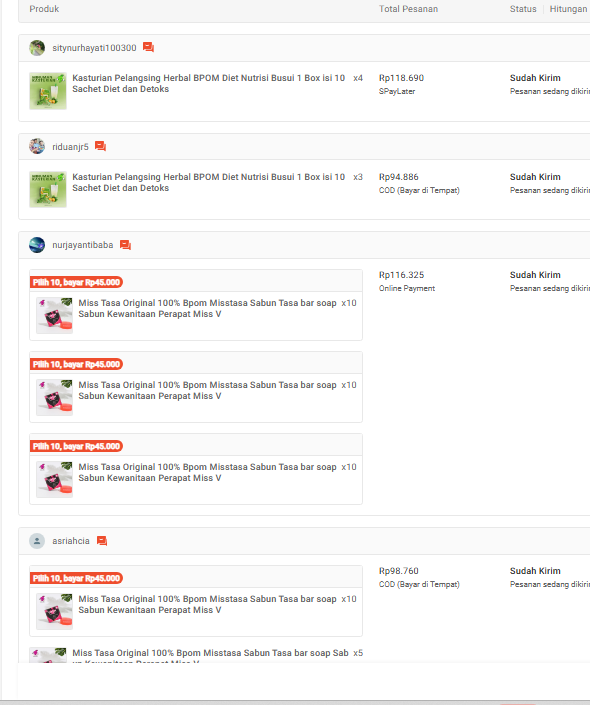 Produk Total Pesanan Status Hitungan
sitynurhayati100300
Kasturian Pelangsing Herbal BPOM Diet Nutrisi Busui 1 Box isi 10 x4 Rp118.690 Sudah Kirim
Sachet Diet dan Detoks SPayLater Pesanan sedang dikirin
riduanjr5
Kasturian Pelangsing Herbal BPOM Diet Nutrisi Busui 1 Box isi 10 x3 Rp94.886 Sudah Kirim
Sachet Diet dan Detoks COD (Bayar di Tempat) Pesanan sedang dikirin
nurjayantibaba
Rp116.325 Sudah Kirim
Pilih 10, bayar Rp45.000 Online Payment Pesanan sedang dikirin
Miss Tasa Original 100% Bpom Misstasa Sabun Tasa bar soap x10
Sabun Kewanitaan Perapat Miss V
Pilih 10, bayar Rp45.000
Miss Tasa Original 100% Bpom Misstasa Sabun Tasa bar soap x10
Sabun Kewanitaan Perapat Miss V
Pilih 10, bayar Rp45.000
Miss Tasa Original 100% Bpom Misstasa Sabun Tasa bar soap x10
Sabun Kewanitaan Perapat Miss V
asriahcia
Rp98.760 Sudah Kirim
Pilih 10, bayar Rp45.000 COD (Bayar di Tempat) Pesanan sedang dikirin
Miss Tasa Original 100% Bpom Misstasa Sabun Tasa bar soap x10
Sabun Kewanitaan Perapat Miss V
Miss Tasa Original 100% Bpom Misstasa Sabun Tasa bar soap Sab x5
un Kewanitaan Perapat Miss V